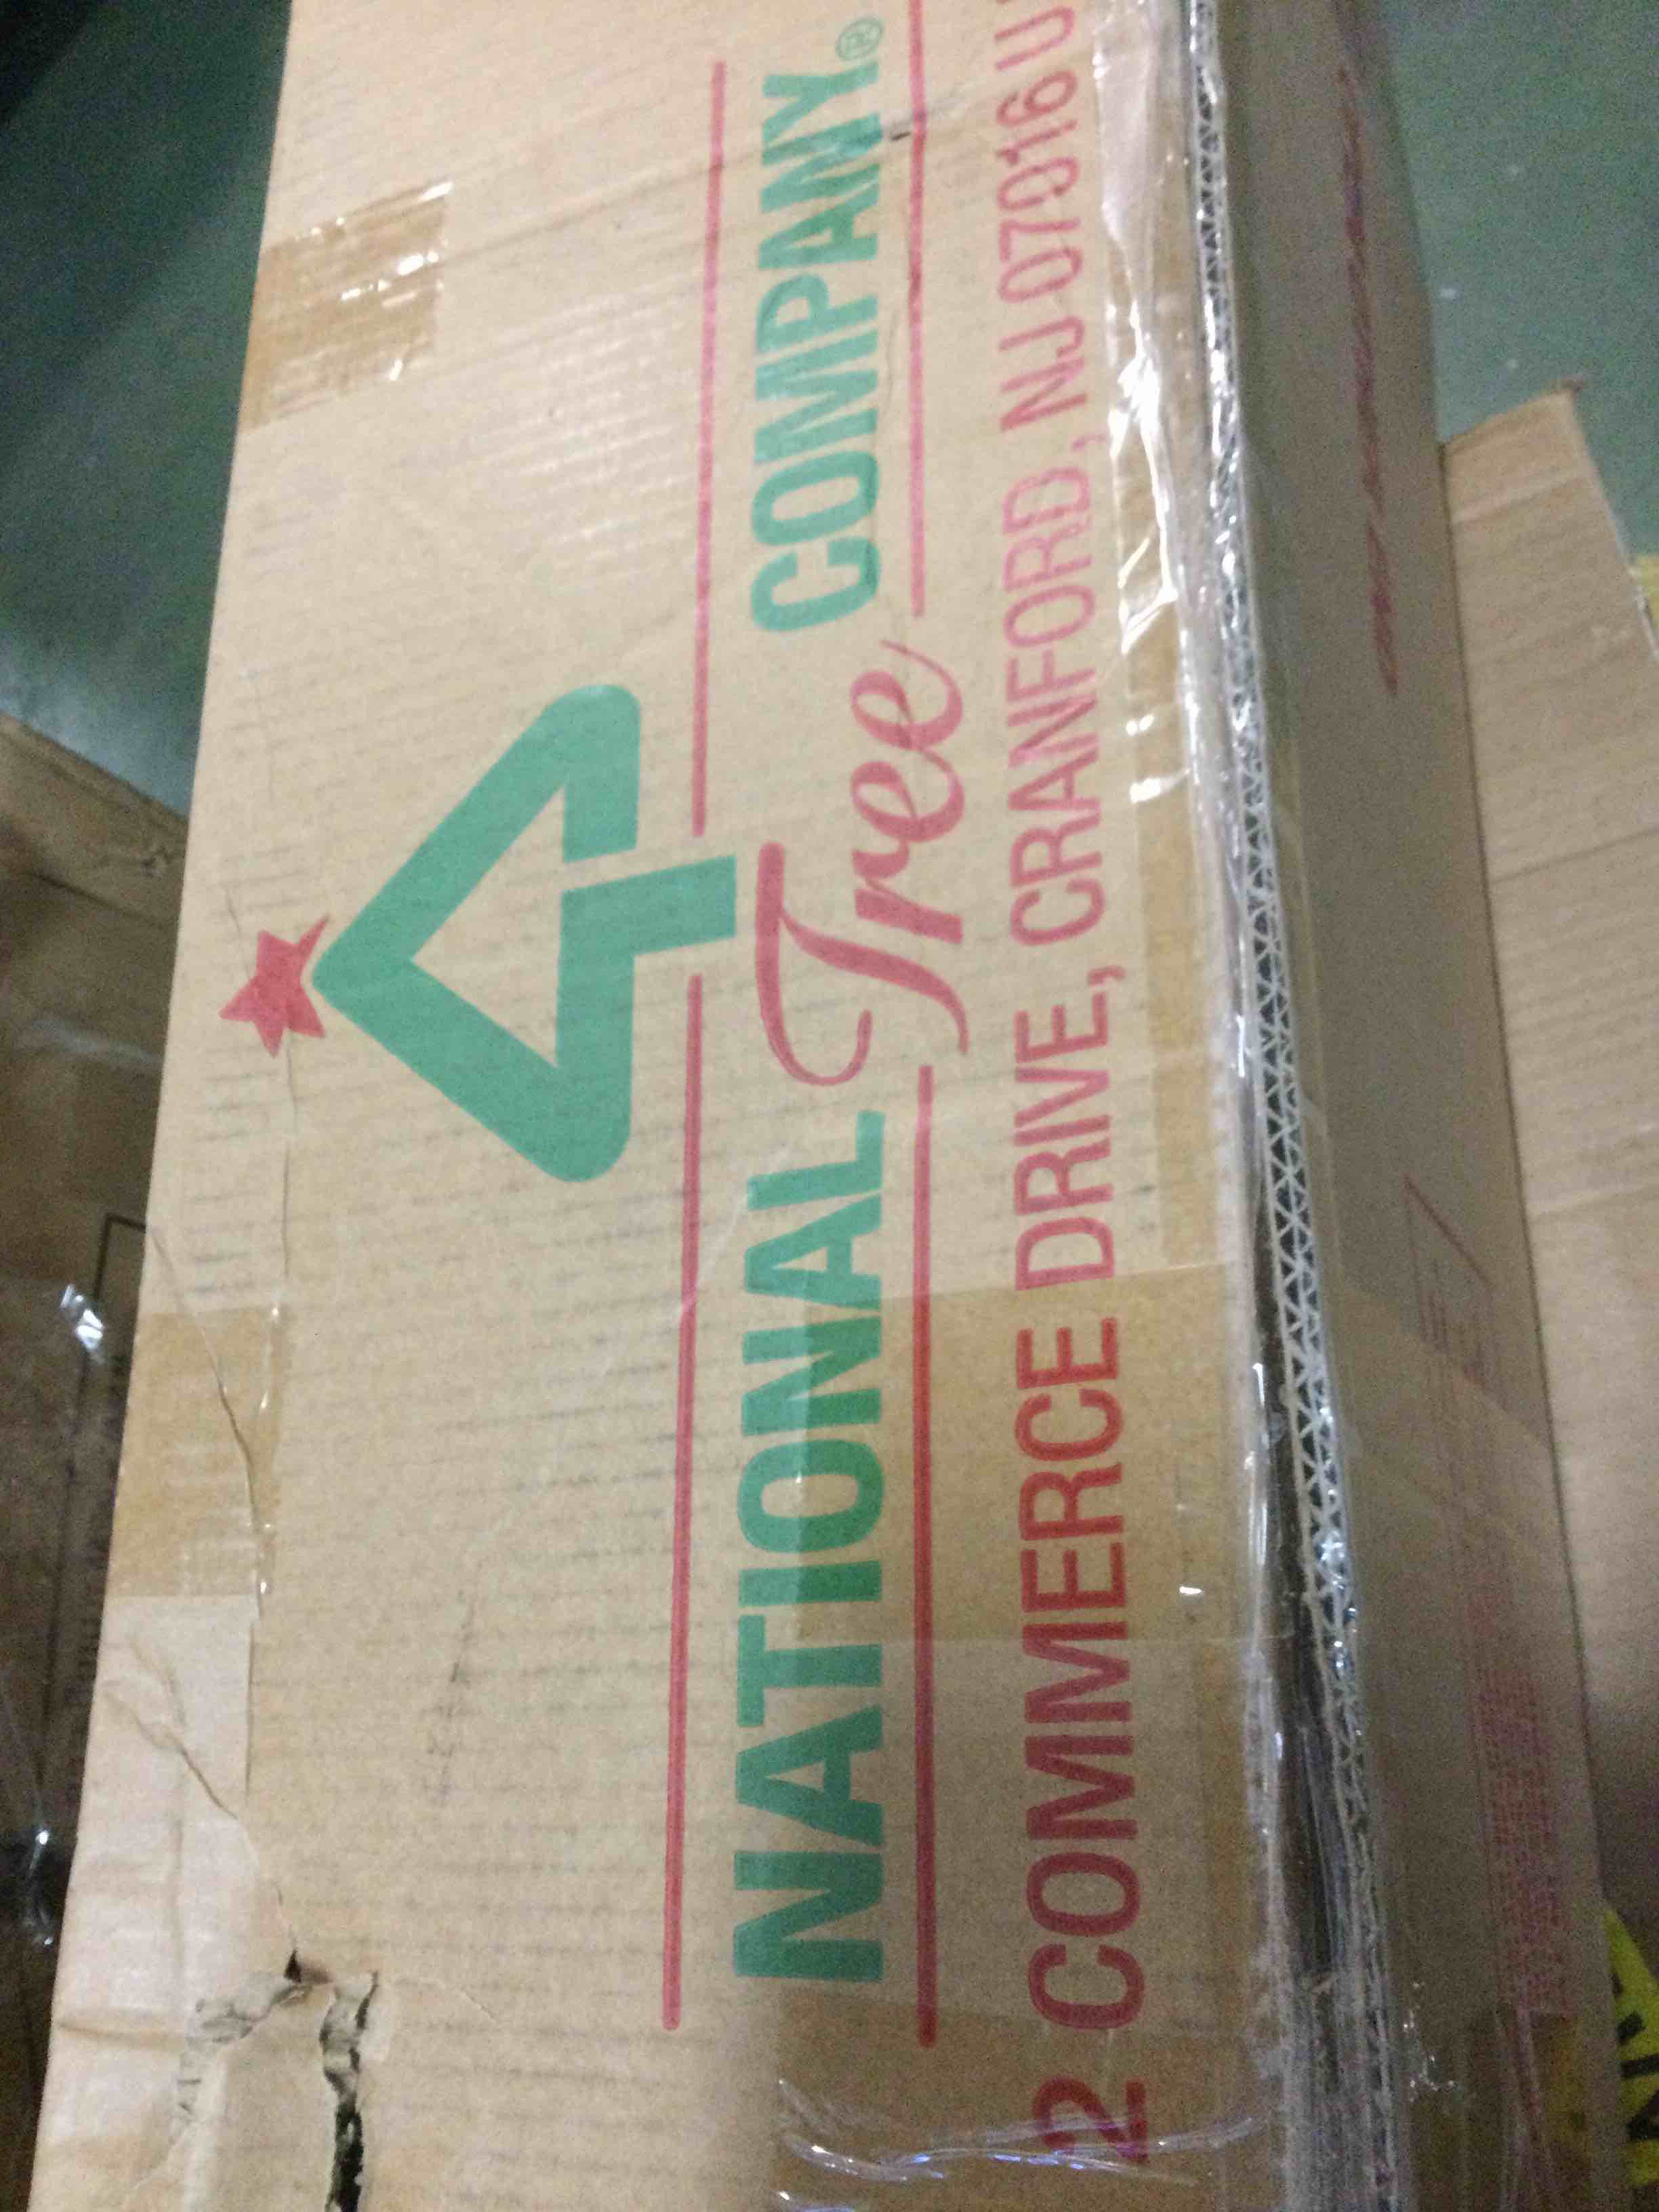 NATIONAL Tree COMPANY®
2 COMMERCE DRIVE, CRANFORD, NJ 07016 U